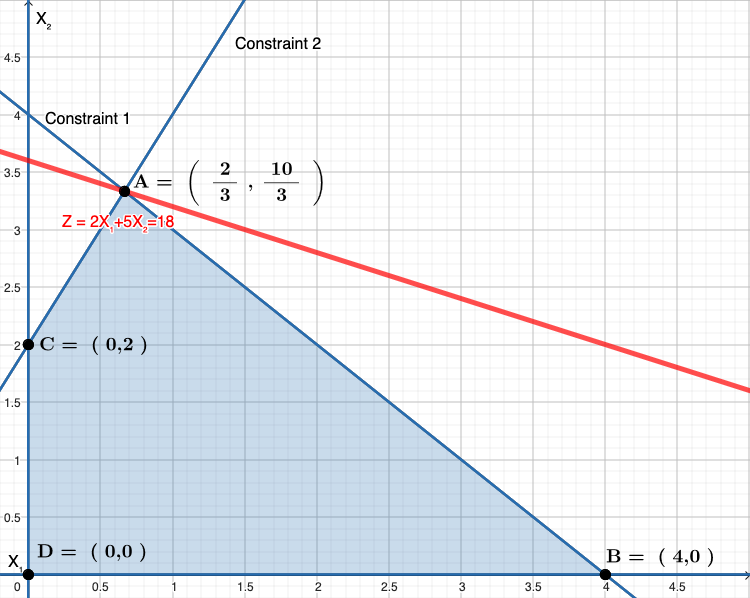 X₂
Constraint 2
4.5
4
Constraint 1
3.5
A = ( 2/3 , 10/3 )
Z = 2X₁+5X₂=18
3
2.5
2
C = ( 0,2 )
1.5
1
0.5
D = ( 0,0 )
B = ( 4,0 )
X₁
0 0.5 1 1.5 2 2.5 3 3.5 4 4.5